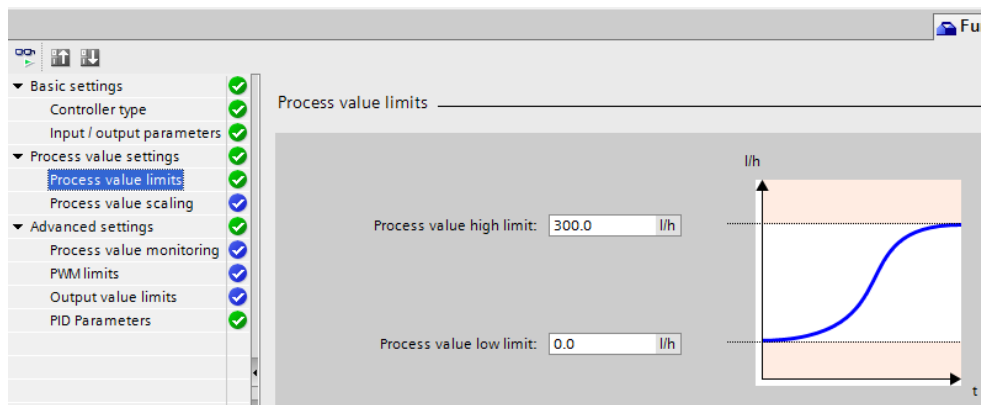 Fu
Basic settings
Controller type
Input / output parameters
Process value settings
Process value limits
Process value scaling
Advanced settings
Process value monitoring
PWM limits
Output value limits
PID Parameters
Process value limits
l/h
Process value high limit: 300.0 l/h
Process value low limit: 0.0 l/h
t